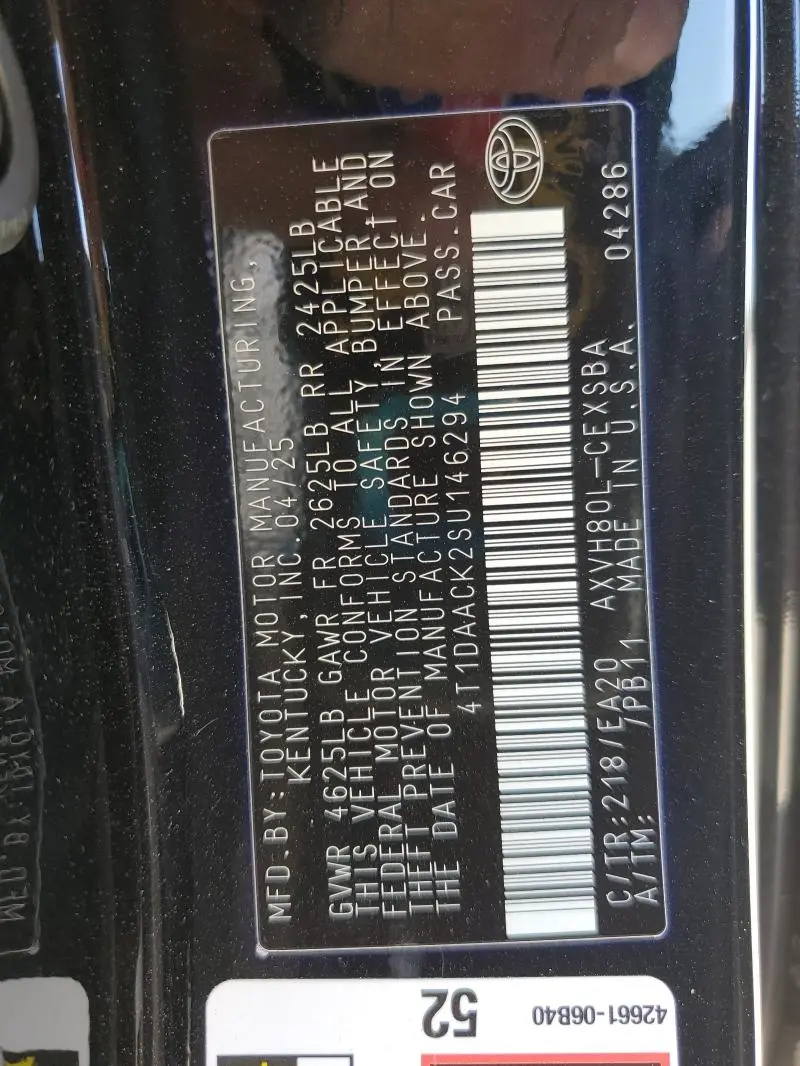 MFD.BY:TOYOTA MOTOR MANUFACTURING,
KENTUCKY,INC.04/25
GVWR 4625LB GAWR FR 2625LB RR 2425LB
THIS VEHICLE CONFORMS TO ALL APPLICABLE
FEDERAL MOTOR VEHICLE SAFETY,BUMPER AND
THEFT PREVENTION STANDARDS IN EFFECT ON
THE DATE OF MANUFACTURE SHOWN ABOVE.
4T1DAACK2SU146294 PASS.CAR
C/TR:218/EA20 AXVH80L-CEXSBA
A/TM: /PB11 MADE IN U.S.A. 04286
52
42661-06B40